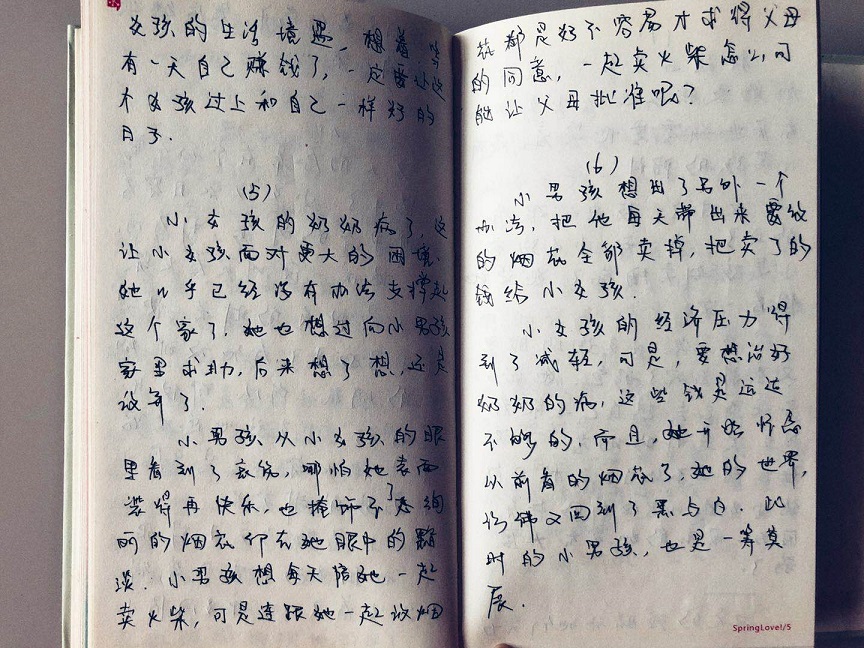 女孩的生活境遇，想着等
有一天自己赚钱了，一定要让这
个女孩过上和自己一样好的
日子．
(5)
小女孩的奶奶病了，这
让小女孩面对更大的困境．
她几乎已经没有办法支撑起
这个家了．她也想过向小男孩
家里求助，后来想了想，还是
放弃了．
小男孩从小女孩的眼
里看到了哀伤，哪怕她表面
装得再快乐，也掩饰不了在绚
丽的烟花仰在她眼中的黯
淡．小男孩想每天陪她一起
卖火柴，可是连跟她一起放烟
花都是好不容易才求得父母
的同意，一起卖火柴怎么可
能让父母批准呢？
(6)
小男孩想出了另外一个
办法，把他每天带出来要放
的烟花全部卖掉，把卖了的
钱给小女孩．
小女孩的经济压力得
到了减轻，可是，要想治好
奶奶的病，这些钱是远远
不够的．而且，她开始怀念
从前看的烟花了，她的世界，
仿佛又回到了黑与白．此
时的小男孩，也是一筹莫
展．
SpringLove!/5